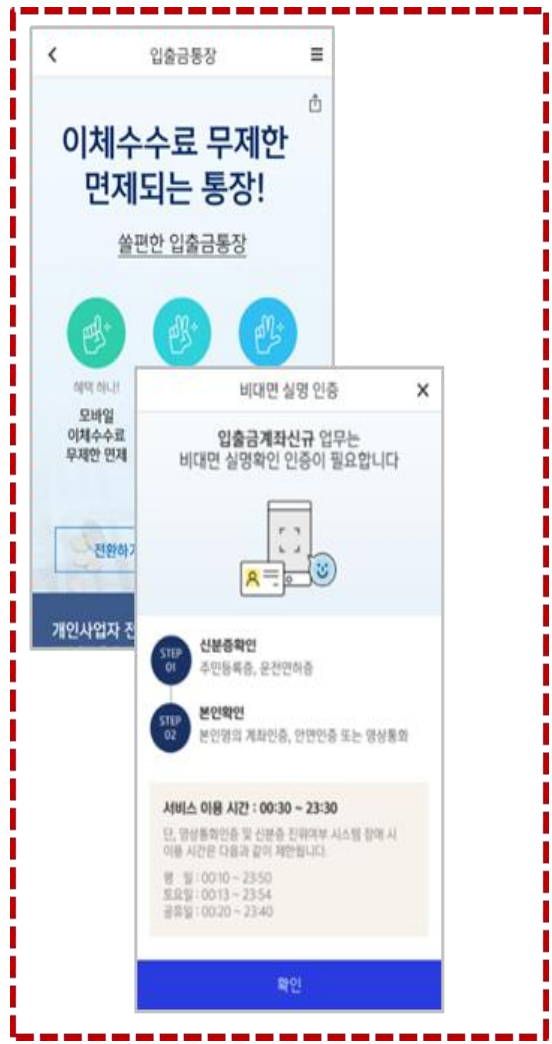 입출금통장
이체수수료 무제한
면제되는 통장!
쏠편한 입출금통장
혜택 하나!
모바일
이체수수료
무제한 면제
전환하기
개인사업자 전
비대면 실명 인증
입출금계좌신규 업무는
비대면 실명확인 인증이 필요합니다
STEP
01
신분증확인
주민등록증, 운전면허증
STEP
02
본인확인
본인명의 계좌인증, 안면인증 또는 영상통화
서비스 이용 시간 : 00:30 ~ 23:30
단, 영상통화인증 및 신분증 진위여부 시스템 장애 시
이용 시간은 다음과 같이 제한됩니다.
평 일 : 00:10 ~ 23:50
토요일 : 00:13 ~ 23:54
공휴일 : 00:20 ~ 23:40
확인